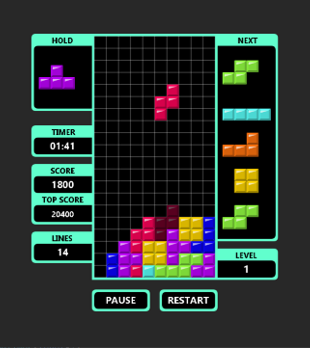 HOLD
NEXT
TIMER
01:41
SCORE
1800
TOP SCORE
20400
LINES
14
LEVEL
1
PAUSE
RESTART